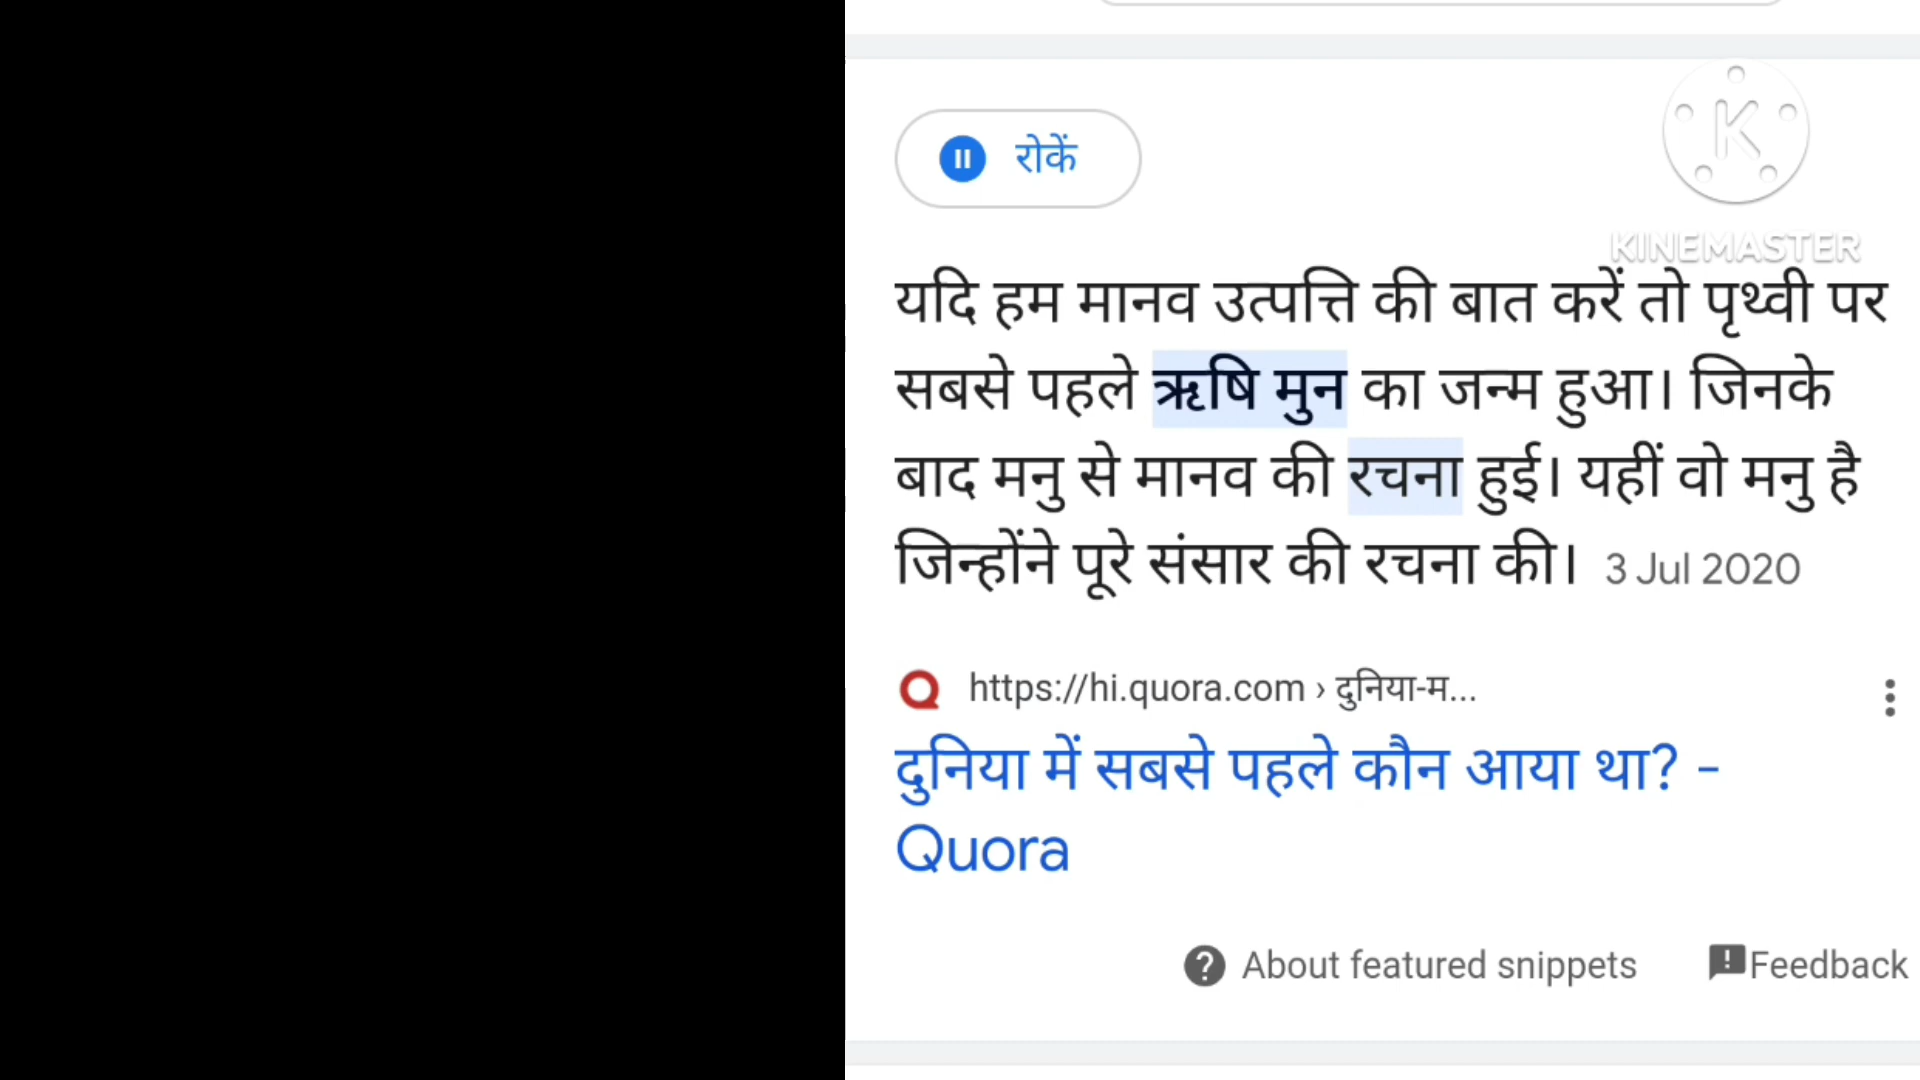 रोकें
KINEMASTER
यदि हम मानव उत्पत्ति की बात करें तो पृथ्वी पर
सबसे पहले ऋषि मुन का जन्म हुआ। जिनके
बाद मनु से मानव की रचना हुई। यहीं वो मनु है
जिन्होंने पूरे संसार की रचना की। 3 Jul 2020
https://hi.quora.com › दुनिया-म...
दुनिया में सबसे पहले कौन आया था? -
Quora
About featured snippets Feedback